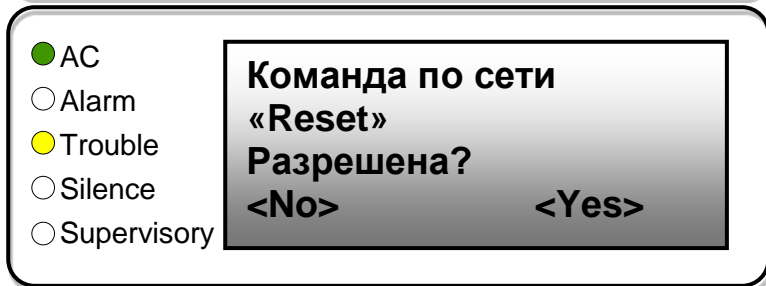 AC
Alarm
Trouble
Silence
Supervisory
Команда по сети
«Reset»
Разрешена?
<No> <Yes>